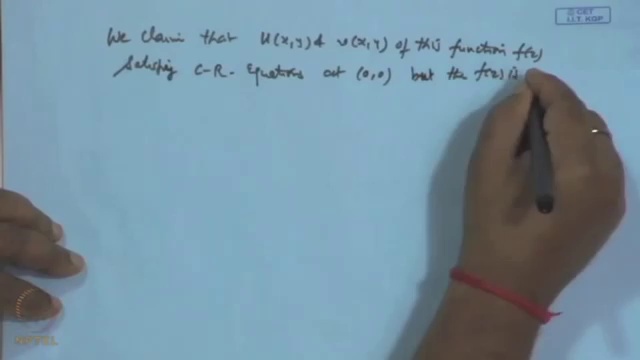 © CET
I.I.T. KGP
We claim that u(x,y) & v(x,y) of this function f(z)
satisfy C-R. Equations at (0,0) but the f(z) is
NPTEL